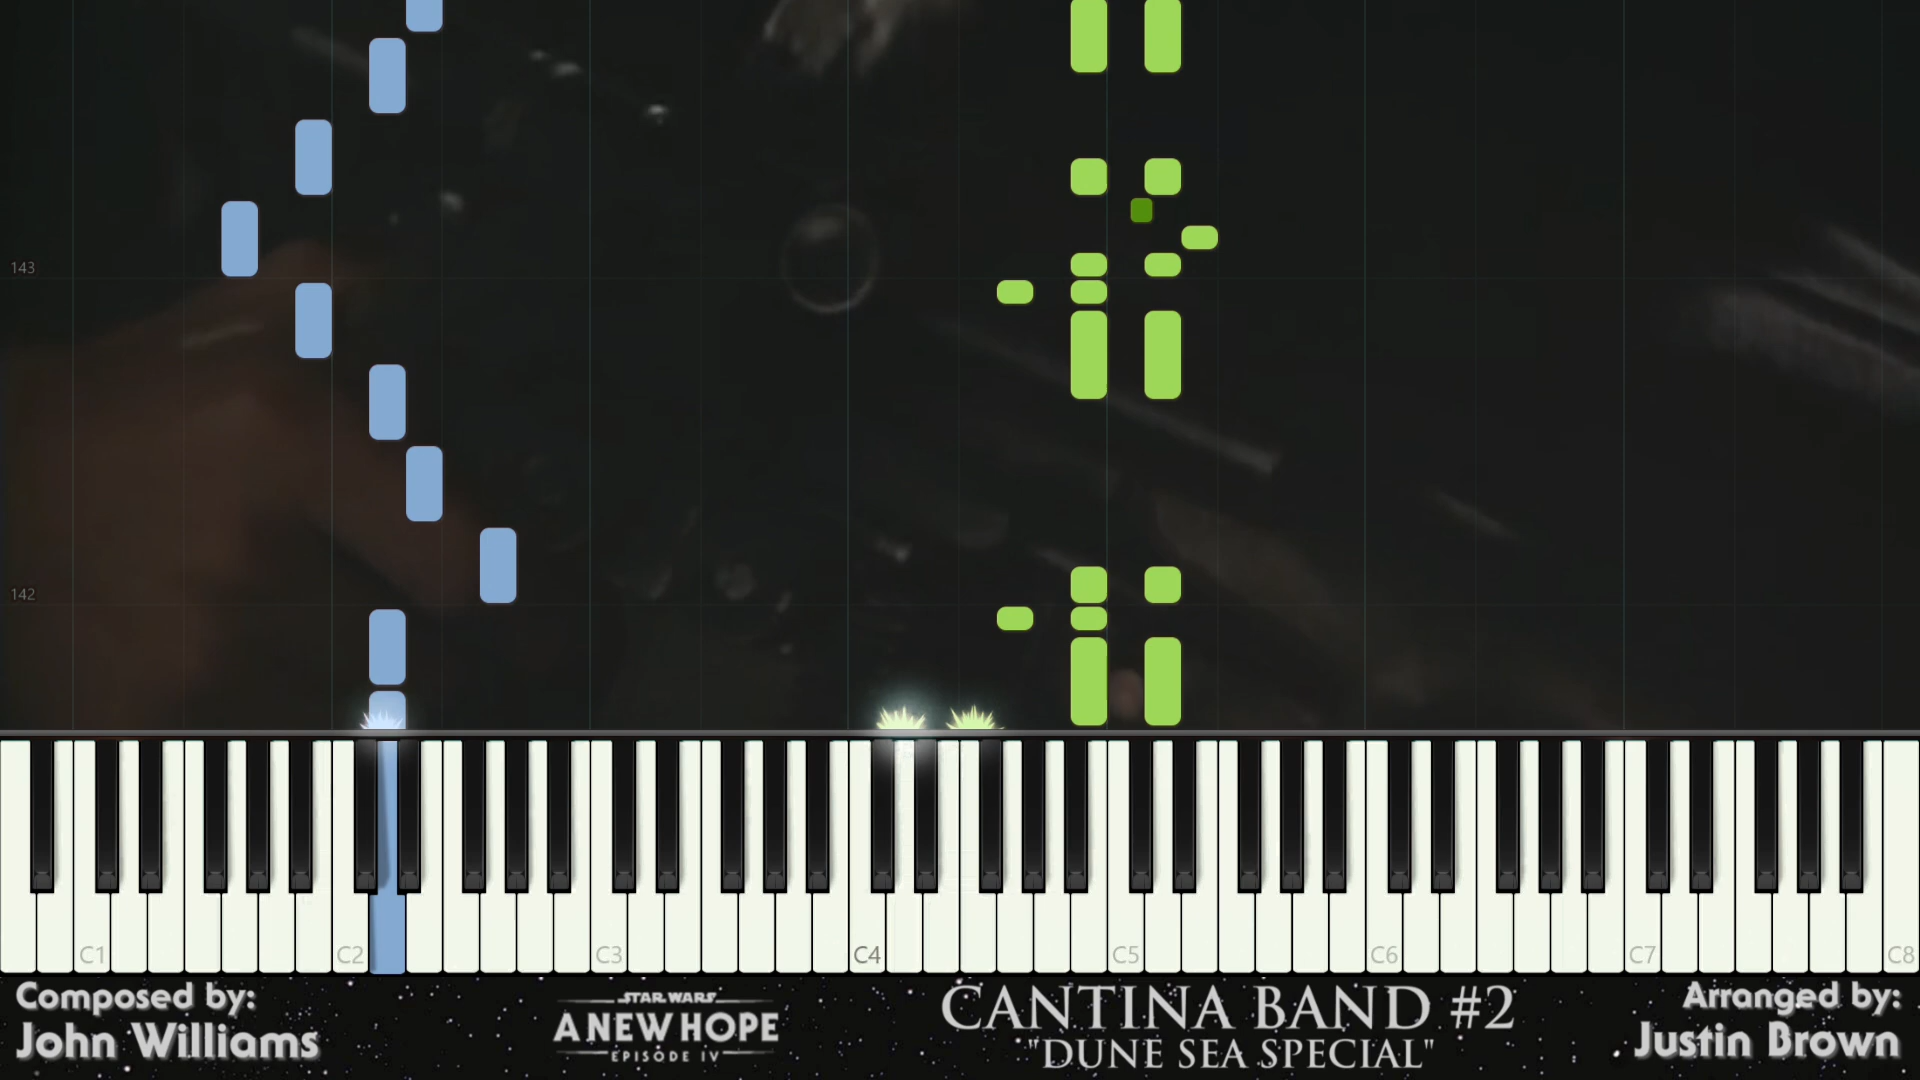 143
142
C1
C2
C3
C4
C5
C6
C7
C8
Composed by:
John Williams
STAR WARS
A NEW HOPE
EPISODE IV
CANTINA BAND #2
"DUNE SEA SPECIAL"
Arranged by:
Justin Brown